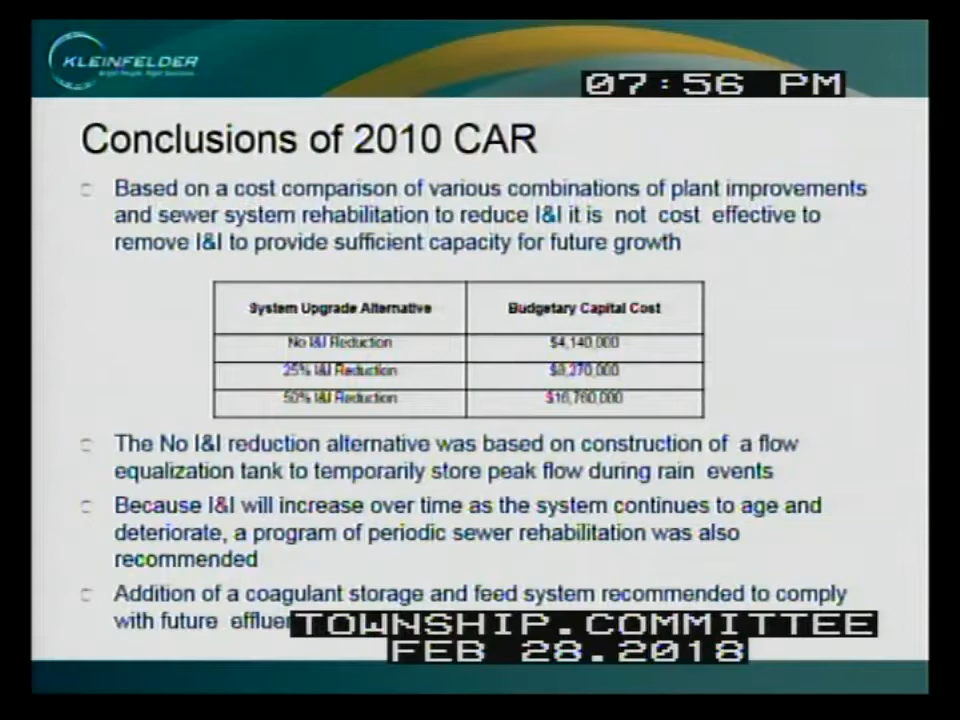 KLEINFELDER
07:56 PM
Conclusions of 2010 CAR
Based on a cost comparison of various combinations of plant improvements
and sewer system rehabilitation to reduce I&I it is not cost effective to
remove I&I to provide sufficient capacity for future growth
System Upgrade Alternative Budgetary Capital Cost
No I&I Reduction $4,140,000
25% I&I Reduction
50% I&I Reduction $16,760,000
The No I&I reduction alternative was based on construction of a flow
equalization tank to temporarily store peak flow during rain events
Because I&I will increase over time as the system continues to age and
deteriorate, a program of periodic sewer rehabilitation was also
recommended
Addition of a coagulant storage and feed system recommended to comply
with future effluen
TOWNSHIP.COMMITTEE
FEB 28.2018